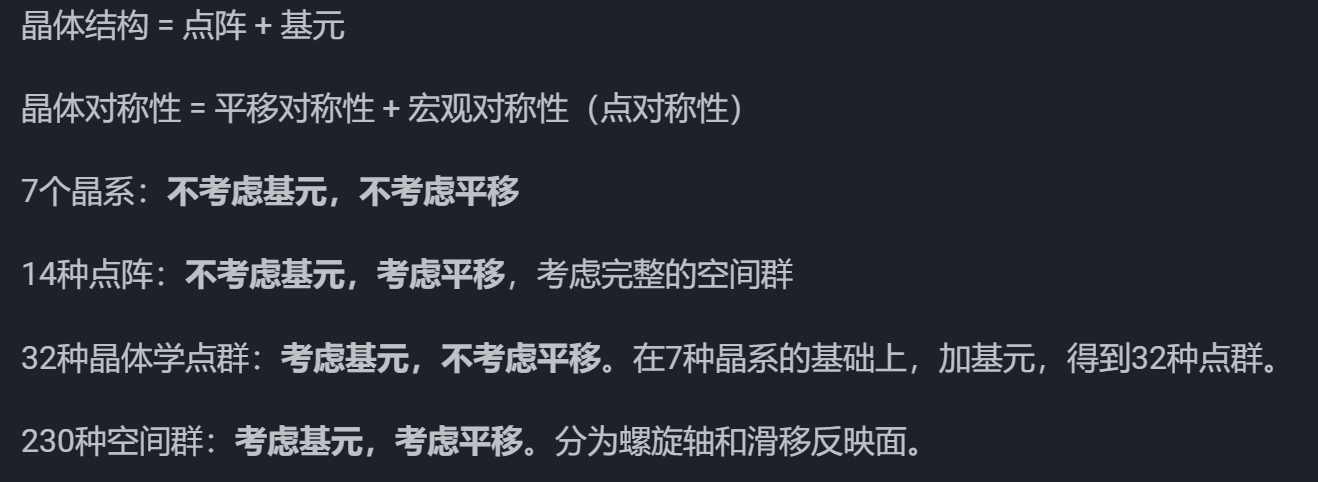 晶体结构 = 点阵 + 基元
晶体对称性 = 平移对称性 + 宏观对称性（点对称性）
7个晶系：不考虑基元，不考虑平移
14种点阵：不考虑基元，考虑平移，考虑完整的空间群
32种晶体学点群：考虑基元，不考虑平移。在7种晶系的基础上，加基元，得到32种点群。
230种空间群：考虑基元，考虑平移。分为螺旋轴和滑移反映面。